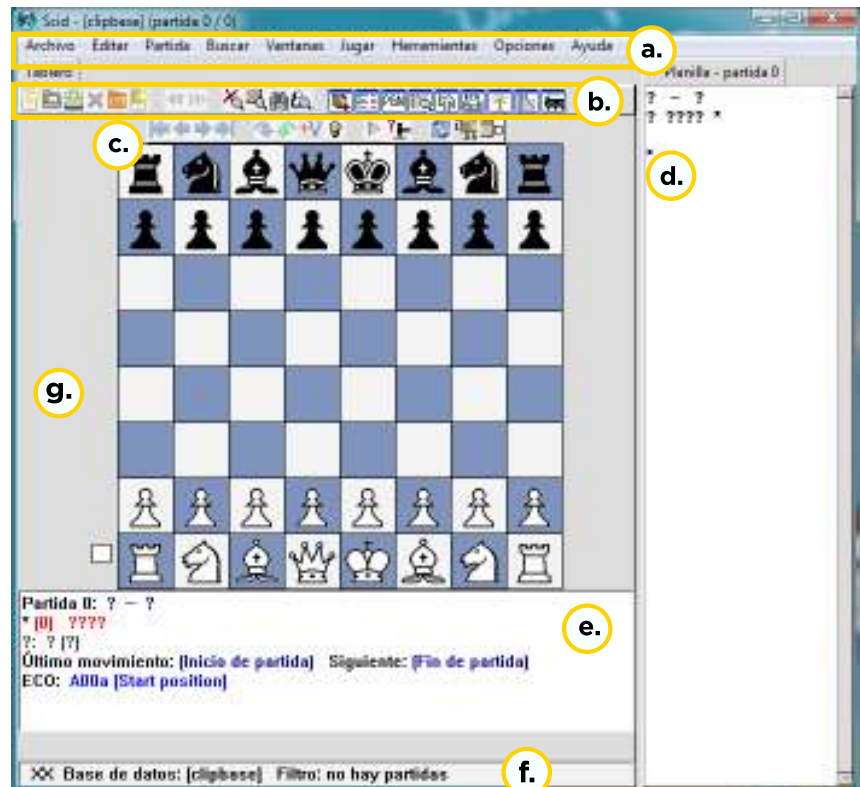 Scid - [clipbase] (partida 0 / 0)
Archivo Editar Partida Buscar Ventanas Jugar Herramientas Opciones Ayuda
a.
Tablero
Planilla - partida 0
b.
? - ?
? ???? *
c.
*
d.
g.
Partida 0: ? - ?
* [0] ????
?: ? [?]
e.
Último movimiento: [Inicio de partida] Siguiente: [Fin de partida]
ECO: A00a [Start position]
XX Base de datos: [clipbase] Filtro: no hay partidas
f.